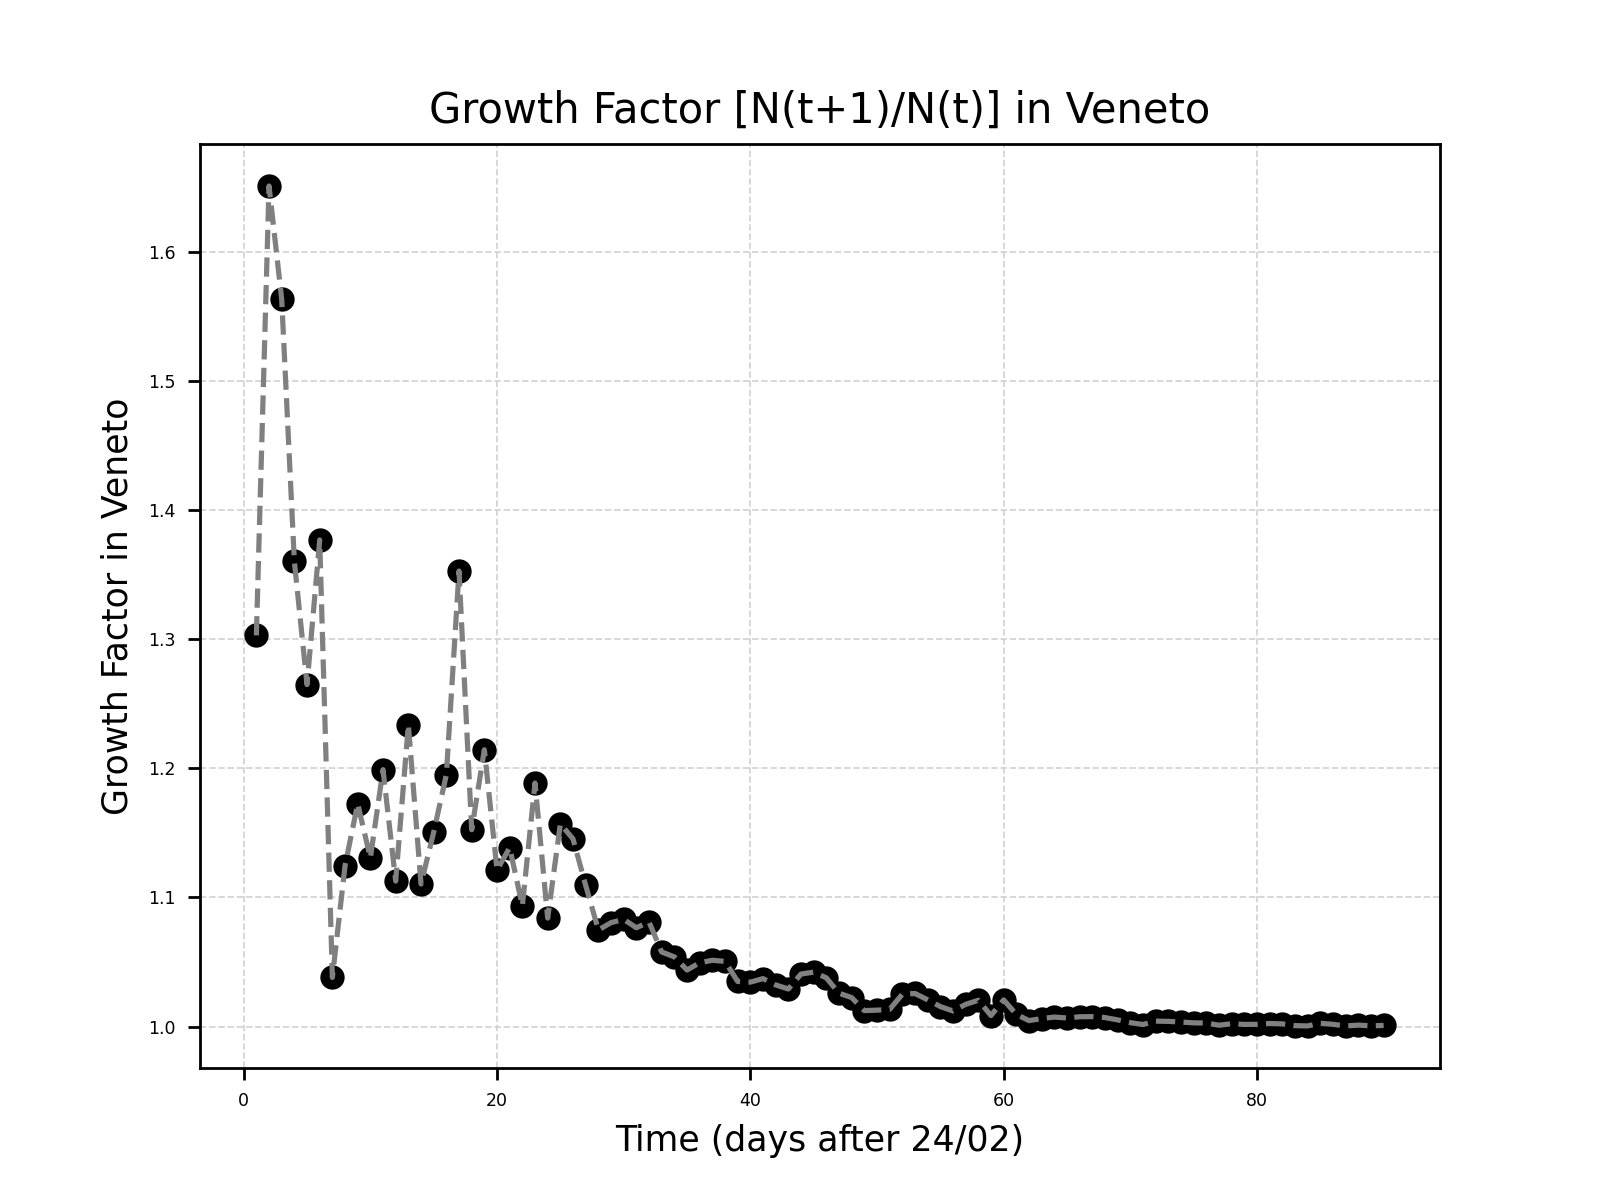 Growth Factor [N(t+1)/N(t)] in Veneto
Growth Factor in Veneto
1.6
1.5
1.4
1.3
1.2
1.1
1.0
0 20 40 60 80
Time (days after 24/02)